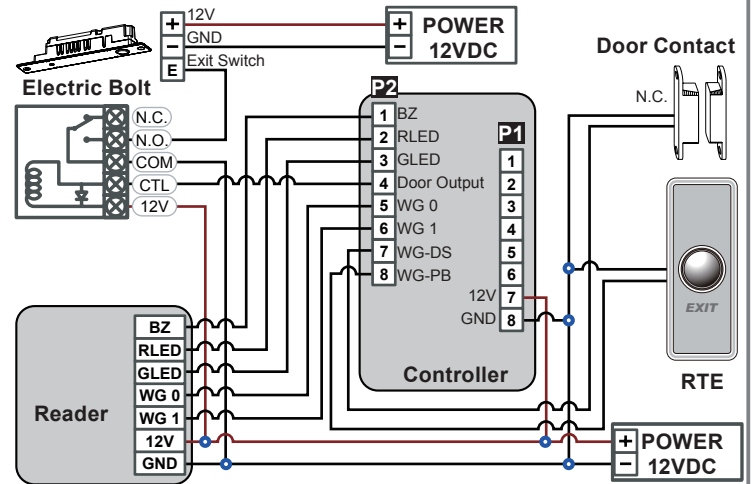 + 12V
- GND
E Exit Switch
+ POWER
- 12VDC
Electric Bolt
N.C.
N.O.
COM
CTL
12V
P2
1 BZ
2 RLED
3 GLED
4 Door Output
5 WG 0
6 WG 1
7 WG-DS
8 WG-PB
P1
1
2
3
4
5
6
12V 7
GND 8
Controller
Door Contact
N.C.
EXIT
RTE
Reader
BZ
RLED
GLED
WG 0
WG 1
12V
GND
+ POWER
- 12VDC